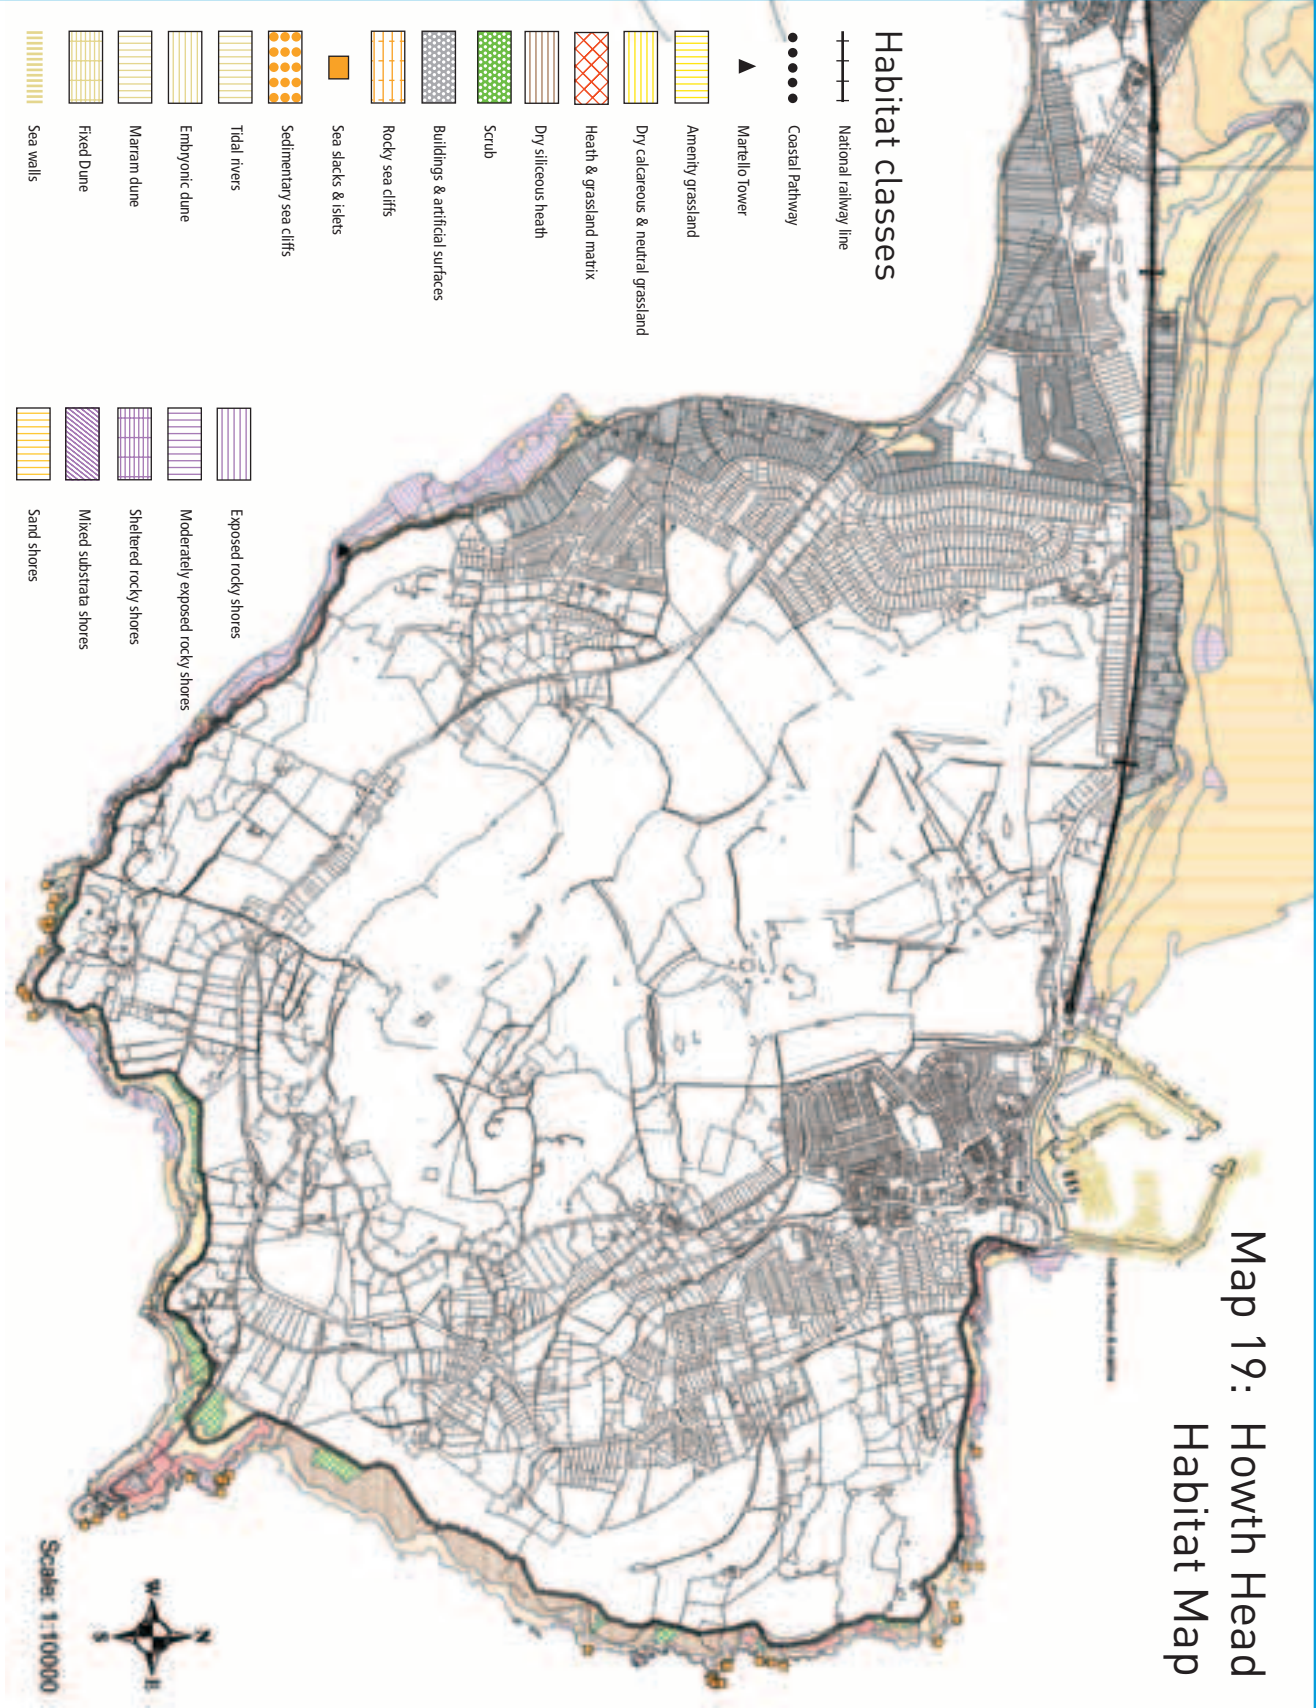 Map 19: Howth Head
Habitat Map
Habitat classes
National railway line
Coastal Pathway
Martello Tower
Amenity grassland
Dry calcareous & neutral grassland
Heath & grassland matrix
Dry siliceous heath
Scrub
Buildings & artificial surfaces
Rocky sea cliffs
Sea slacks & islets
Sedimentary sea cliffs
Tidal rivers
Embryonic dune
Marram dune
Fixed Dune
Sea walls
Exposed rocky shores
Moderately exposed rocky shores
Sheltered rocky shores
Mixed substrata shores
Sand shores
N
W
E
S
Scale: 1:10000